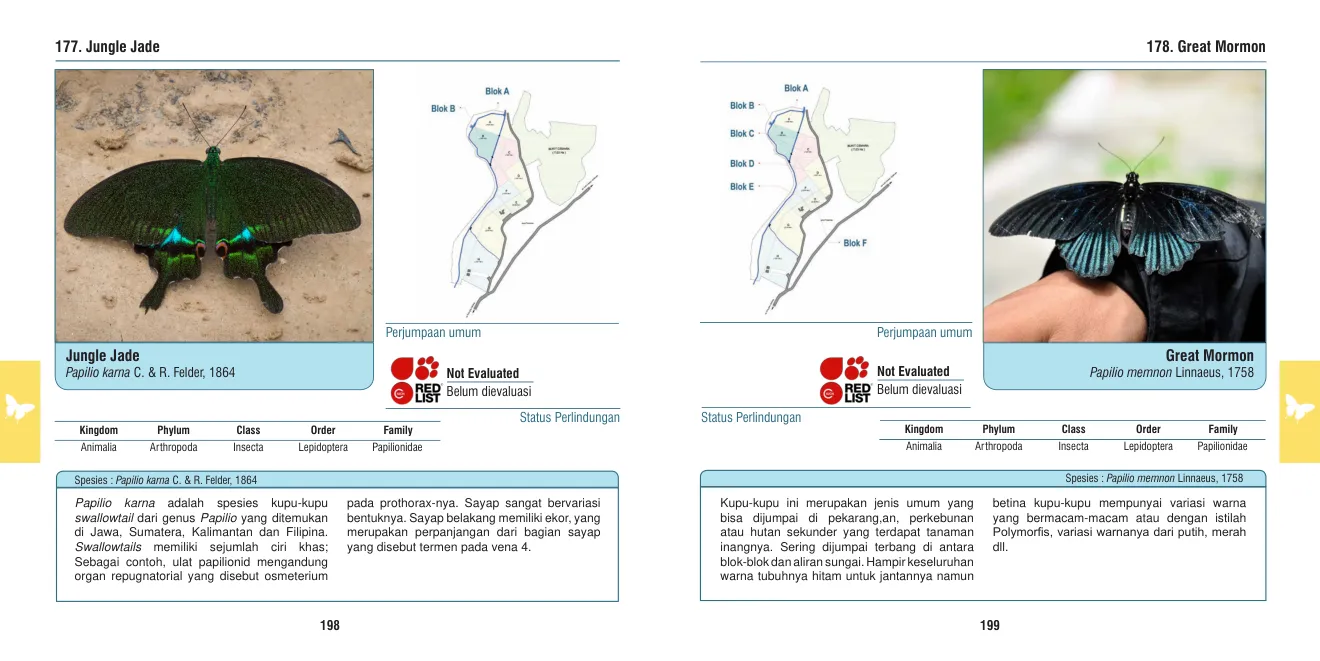 177. Jungle Jade
Blok A
Blok B
Perjumpaan umum
Jungle Jade
Papilio karna C. & R. Felder, 1864
RED
LIST
Not Evaluated
Belum dievaluasi
Status Perlindungan
Kingdom Phylum Class Order Family
Animalia Arthropoda Insecta Lepidoptera Papilionidae
Spesies : Papilio karna C. & R. Felder, 1864
Papilio karna adalah spesies kupu-kupu
swallowtail dari genus Papilio yang ditemukan
di Jawa, Sumatera, Kalimantan dan Filipina.
Swallowtails memiliki sejumlah ciri khas;
Sebagai contoh, ulat papilionid mengandung
organ repugnatorial yang disebut osmeterium
pada prothorax-nya. Sayap sangat bervariasi
bentuknya. Sayap belakang memiliki ekor, yang
merupakan perpanjangan dari bagian sayap
yang disebut termen pada vena 4.
198
178. Great Mormon
Blok A
Blok B
Blok C
Blok D
Blok E
Blok F
Perjumpaan umum
Great Mormon
Papilio memnon Linnaeus, 1758
RED
LIST
Not Evaluated
Belum dievaluasi
Status Perlindungan
Kingdom Phylum Class Order Family
Animalia Arthropoda Insecta Lepidoptera Papilionidae
Spesies : Papilio memnon Linnaeus, 1758
Kupu-kupu ini merupakan jenis umum yang
bisa dijumpai di pekarang,an, perkebunan
atau hutan sekunder yang terdapat tanaman
inangnya. Sering dijumpai terbang di antara
blok-blok dan aliran sungai. Hampir keseluruhan
warna tubuhnya hitam untuk jantannya namun
betina kupu-kupu mempunyai variasi warna
yang bermacam-macam atau dengan istilah
Polymorfis, variasi warnanya dari putih, merah
dll.
199